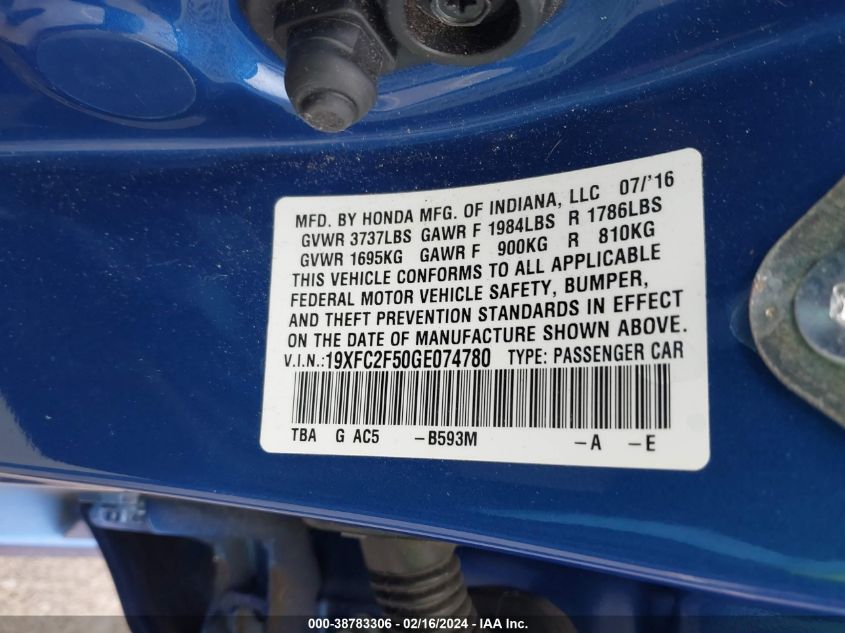 MFD. BY HONDA MFG. OF INDIANA, LLC 07/'16
GVWR 3737LBS GAWR F 1984LBS R 1786LBS
GVWR 1695KG GAWR F 900KG R 810KG
THIS VEHICLE CONFORMS TO ALL APPLICABLE
FEDERAL MOTOR VEHICLE SAFETY, BUMPER,
AND THEFT PREVENTION STANDARDS IN EFFECT
ON THE DATE OF MANUFACTURE SHOWN ABOVE.
V.I.N.:19XFC2F50GE074780 TYPE: PASSENGER CAR
TBA G AC5 -B593M -A -E
000-38783306 - 02/16/2024 - IAA Inc.